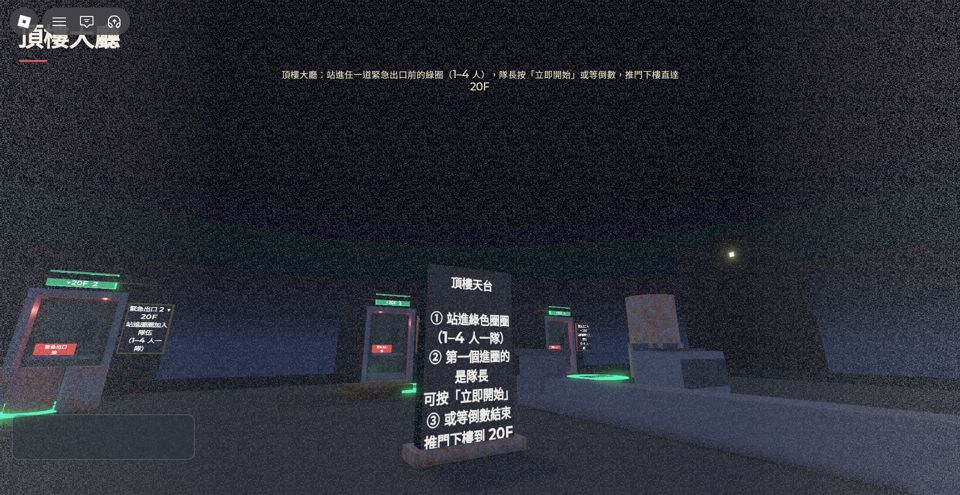 頂樓大廳
頂樓大廳：站進任一道緊急出口前的綠圈（1–4 人），隊長按「立即開始」或等倒數，推門下樓直達
20F
+20F 2
緊急出口 2 •
20F
站進圈圈加入
隊伍
（1–4 人一
隊）
緊急出口
頂樓天台
① 站進綠色圈圈
（1–4 人一隊）
② 第一個進圈的
是隊長
可按「立即開始」
③ 或等倒數結束
推門下樓到 20F